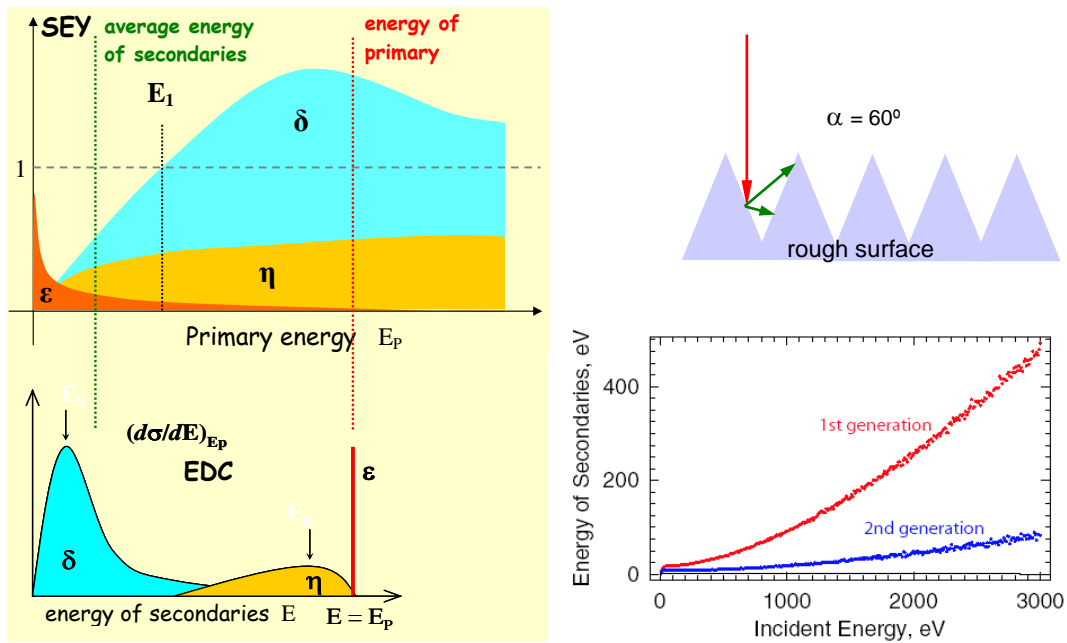 SEY
average energy
of secondaries
energy of
primary
E1
δ
1
η
ε
Primary energy EP
(dσ/dE)Ep
EDC
ε
δ
η
energy of secondaries E
E = EP
α = 60º
rough surface
Energy of Secondaries, eV
400
200
0
1st generation
2nd generation
0 1000 2000 3000
Incident Energy, eV